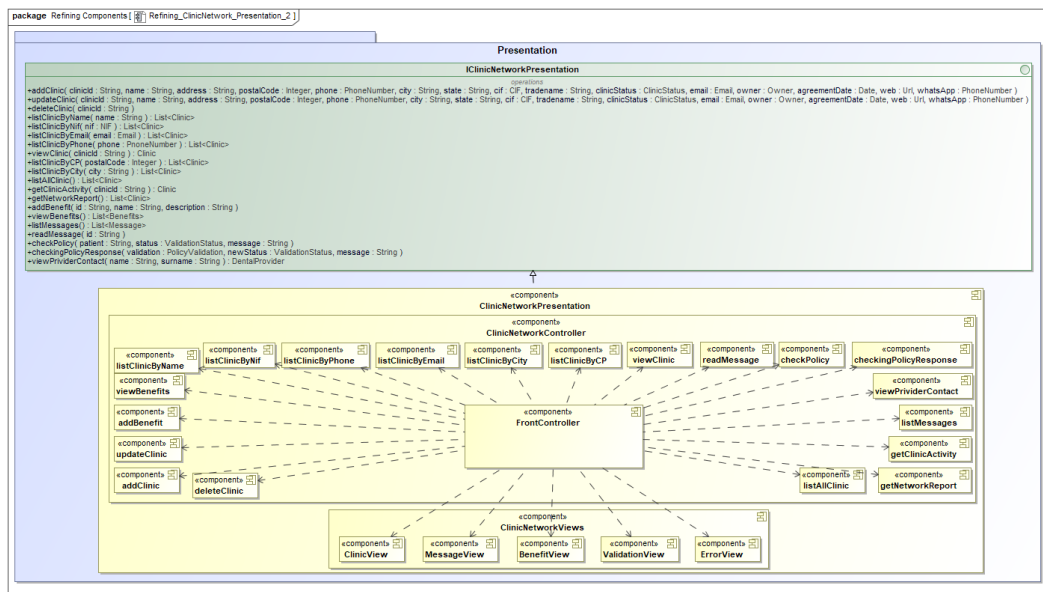 package Refining Components [ Refining_ClinicNetwork_Presentation_2 ]
Presentation
IClinicNetworkPresentation
operations
+addClinic( clinicId : String, name : String, address : String, postalCode : Integer, phone : PhoneNumber, city : String, state : String, cif : CIF, tradename : String, clinicStatus : ClinicStatus, email : Email, owner : Owner, agreementDate : Date, web : Url, whatsApp : PhoneNumber )
+updateClinic( clinicId : String, name : String, address : String, postalCode : Integer, phone : PhoneNumber, city : String, state : String, cif : CIF, tradename : String, clinicStatus : ClinicStatus, email : Email, owner : Owner, agreementDate : Date, web : Url, whatsApp : PhoneNumber )
+deleteClinic( clinicId : String )
+listClinicByName( name : String ) : List<Clinic>
+listClinicByNif( nif : NIF ) : List<Clinic>
+listClinicByEmail( email : Email ) : List<Clinic>
+listClinicByPhone( phone : PnoneNumber ) : List<Clinic>
+viewClinic( clinicId : String ) : Clinic
+listClinicByCP( postalCode : Integer ) : List<Clinic>
+listClinicByCity( city : String ) : List<Clinic>
+listAllClinic() : List<Clinic>
+getClinicActivity( clinicId : String ) : Clinic
+getNetworkReport() : List<Clinic>
+addBenefit( id : String, name : String, description : String )
+viewBenefits() : List<Benefits>
+listMessages() : List<Message>
+readMessage( id : String )
+checkPolicy( patient : String, status : ValidationStatus, message : String )
+checkingPolicyResponse( validation : PolicyValidation, newStatus : ValidationStatus, message : String )
+viewPrividerContact( name : String, surname : String ) : DentalProvider
«component»
ClinicNetworkPresentation
«component»
ClinicNetworkController
«component»
listClinicByName
«component»
listClinicByNif
«component»
listClinicByPhone
«component»
listClinicByEmail
«component»
listClinicByCity
«component»
listClinicByCP
«component»
viewClinic
«component»
readMessage
«component»
checkPolicy
«component»
checkingPolicyResponse
«component»
viewBenefits
«component»
viewPrividerContact
«component»
addBenefit
«component»
FrontController
«component»
listMessages
«component»
updateClinic
«component»
getClinicActivity
«component»
addClinic
«component»
deleteClinic
«component»
listAllClinic
«component»
getNetworkReport
«component»
ClinicNetworkViews
«component»
ClinicView
«component»
MessageView
«component»
BenefitView
«component»
ValidationView
«component»
ErrorView